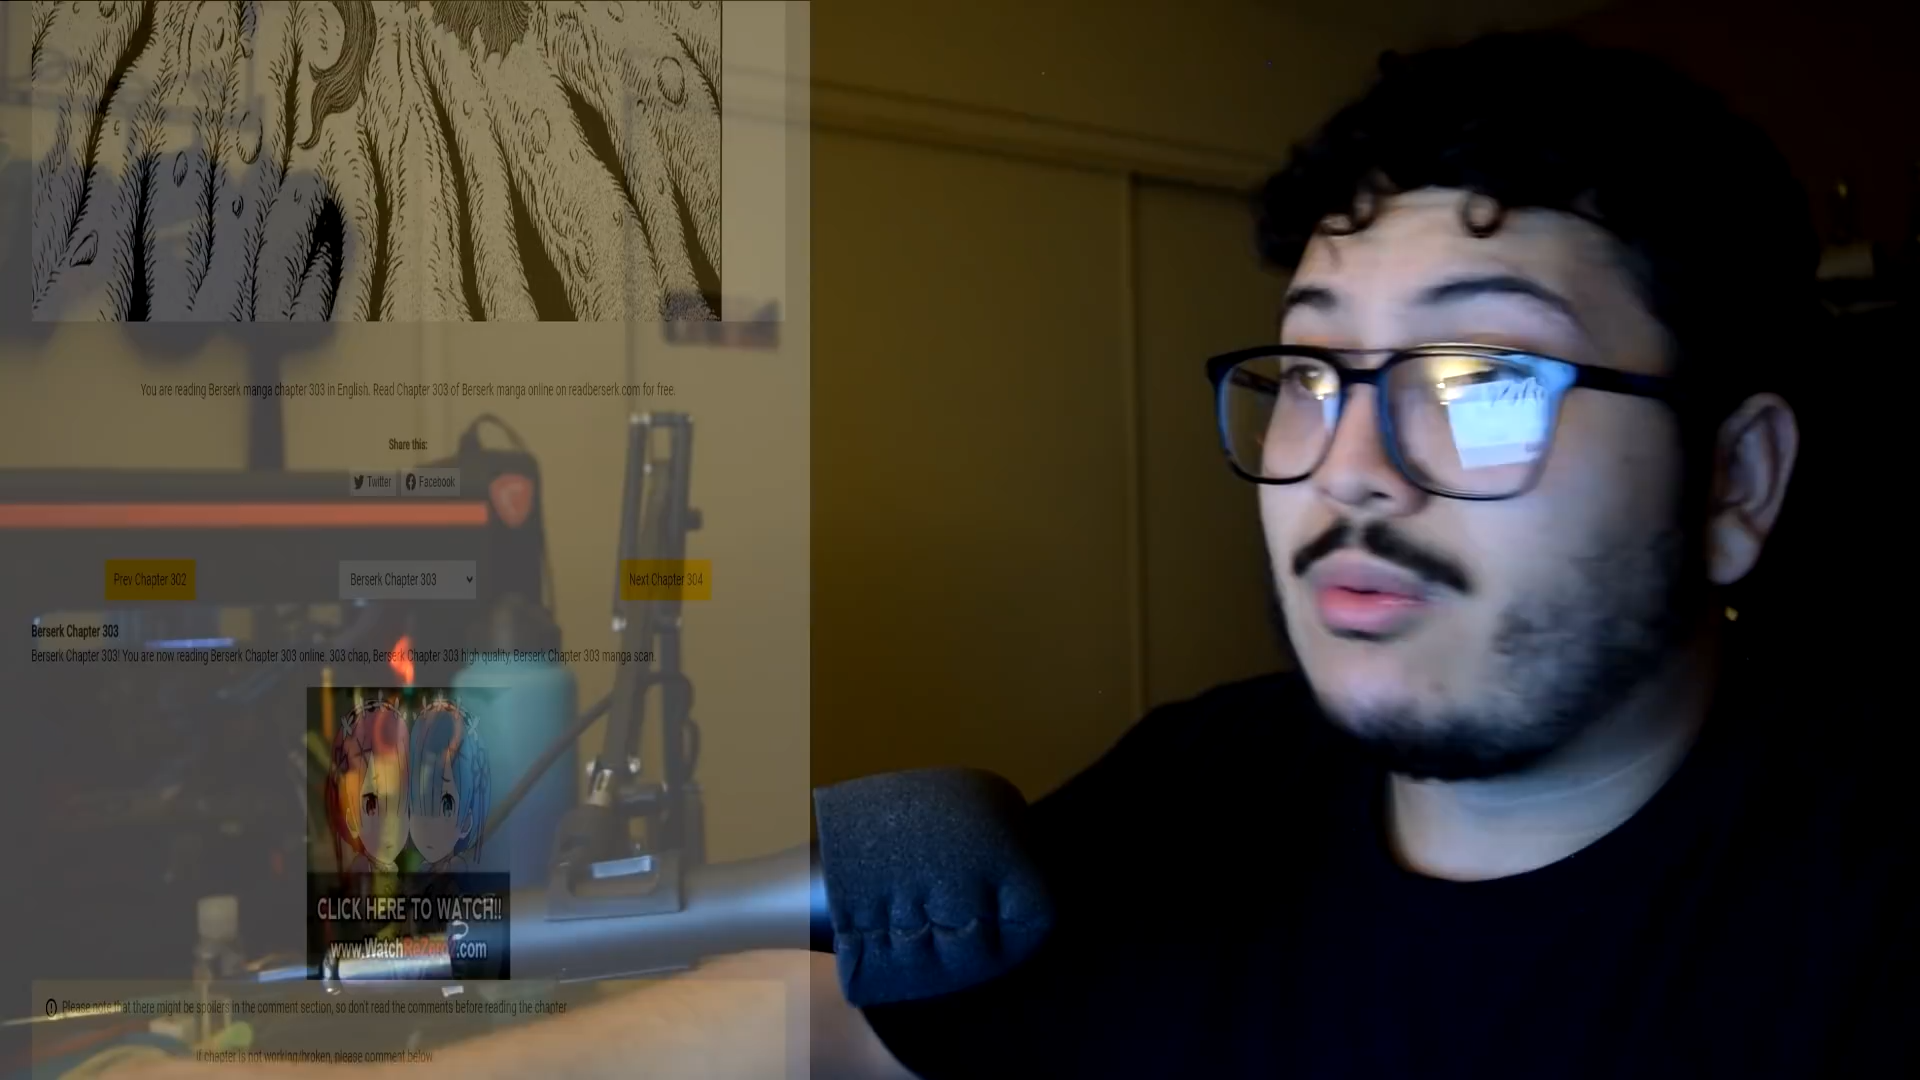 You are reading Berserk manga chapter 303 in English. Read Chapter 303 of Berserk manga online on readberserk.com for free.
Share this:
Twitter Facebook
Prev Chapter 302 Berserk Chapter 303 Next Chapter 304
Berserk Chapter 303
Berserk Chapter 303! You are now reading Berserk Chapter 303 online. 303 chap, Berserk Chapter 303 high quality, Berserk Chapter 303 manga scan.
CLICK HERE TO WATCH!!
www.WatchReZero2.com
Please note that there might be spoilers in the comment section, so don't read the comments before reading the chapter
If chapter is not working/broken, please comment below